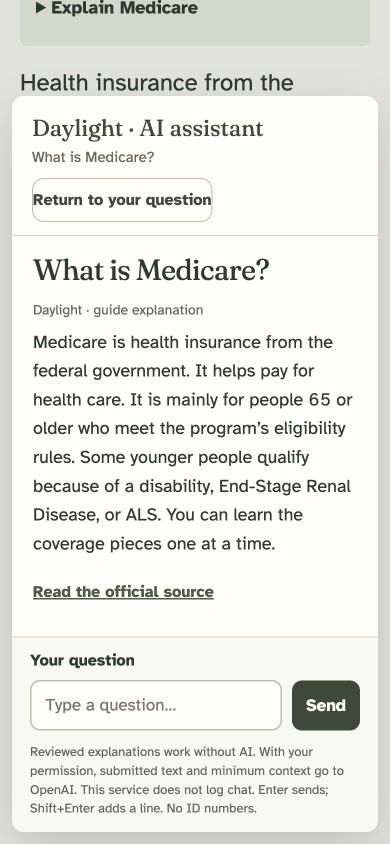 Explain Medicare
Health insurance from the
Daylight · AI assistant
What is Medicare?
Return to your question
What is Medicare?
Daylight · guide explanation
Medicare is health insurance from the
federal government. It helps pay for
health care. It is mainly for people 65 or
older who meet the program’s eligibility
rules. Some younger people qualify
because of a disability, End-Stage Renal
Disease, or ALS. You can learn the
coverage pieces one at a time.
Read the official source
Your question
Type a question...
Send
Reviewed explanations work without AI. With your
permission, submitted text and minimum context go to
OpenAI. This service does not log chat. Enter sends;
Shift+Enter adds a line. No ID numbers.